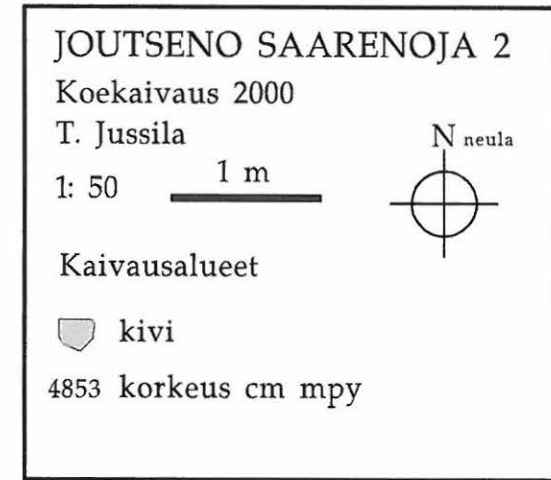 JOUTSENO SAARENOJA 2
Koekaivaus 2000
T. Jussila
N neula
1: 50 1 m
Kaivausalueet
kivi
4853 korkeus cm mpy